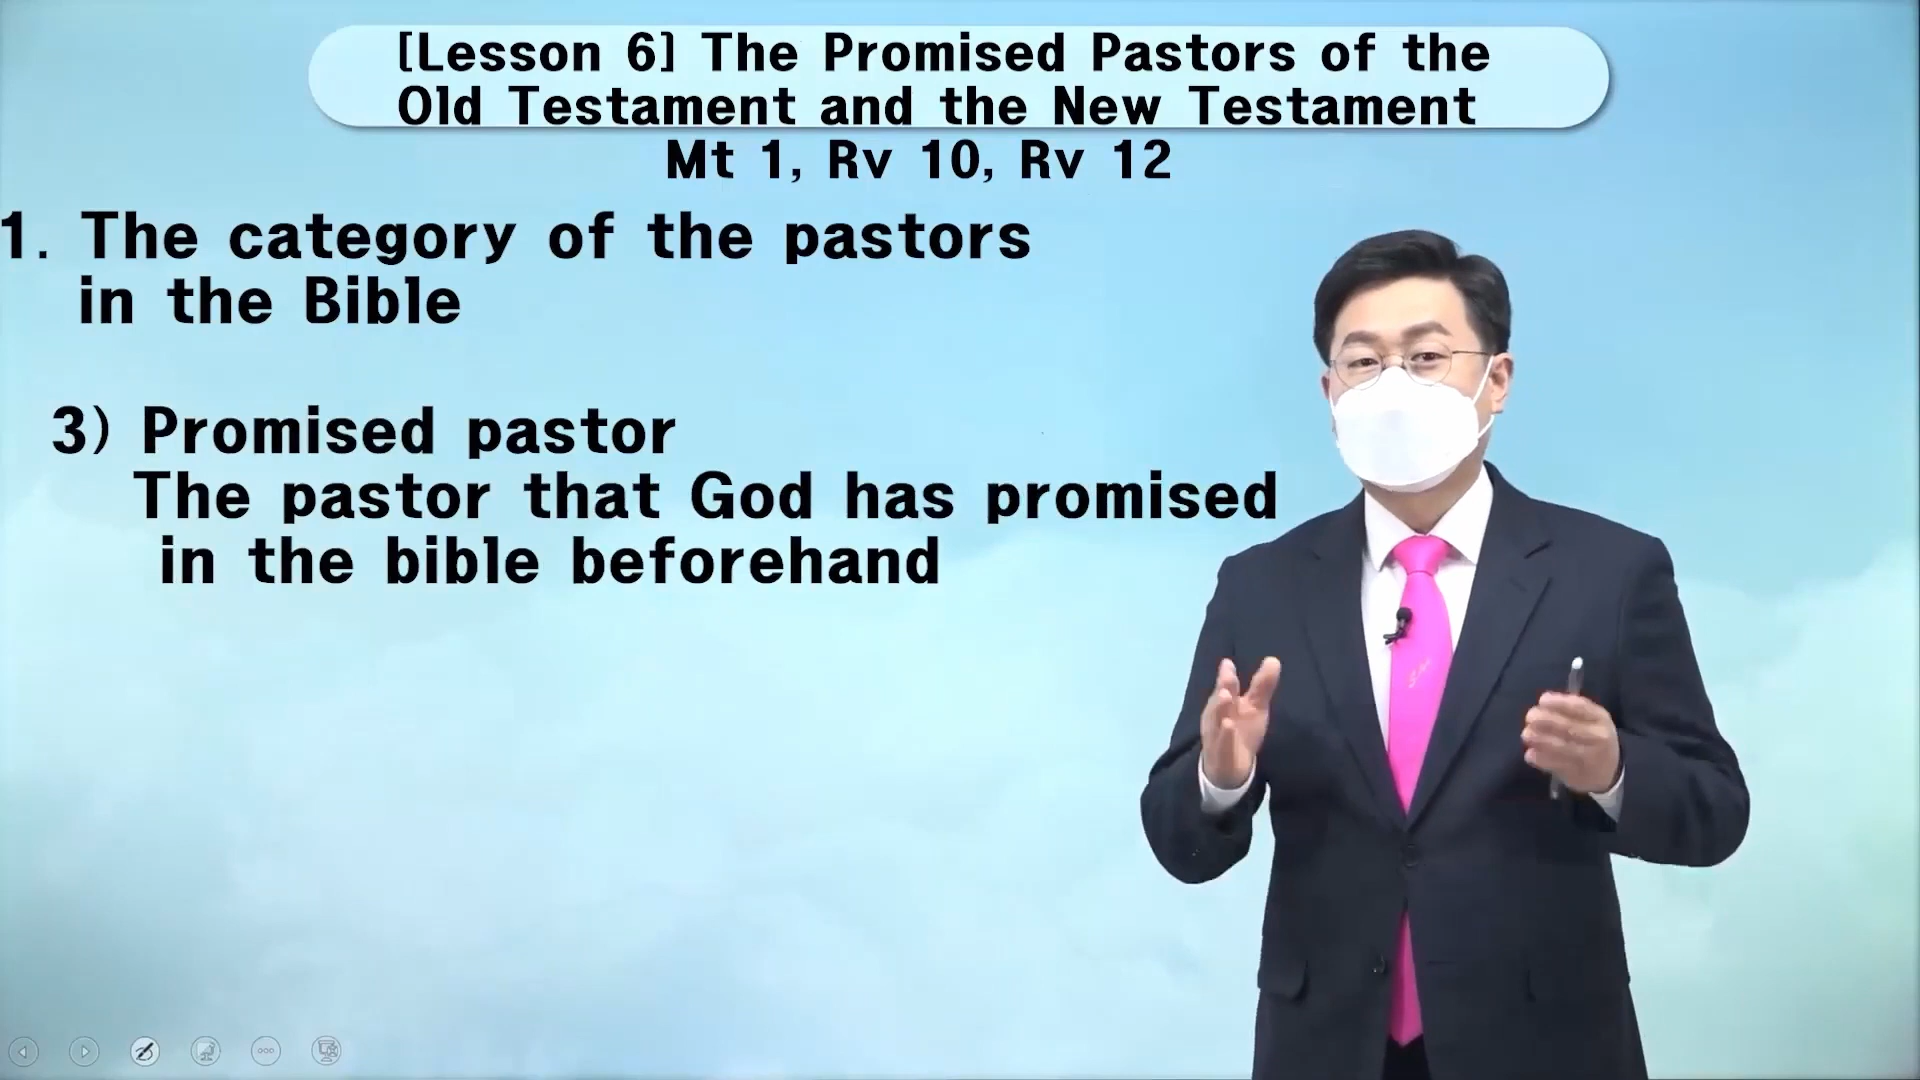 [Lesson 6] The Promised Pastors of the
Old Testament and the New Testament
Mt 1, Rv 10, Rv 12
1. The category of the pastors
in the Bible
3) Promised pastor
The pastor that God has promised
in the bible beforehand